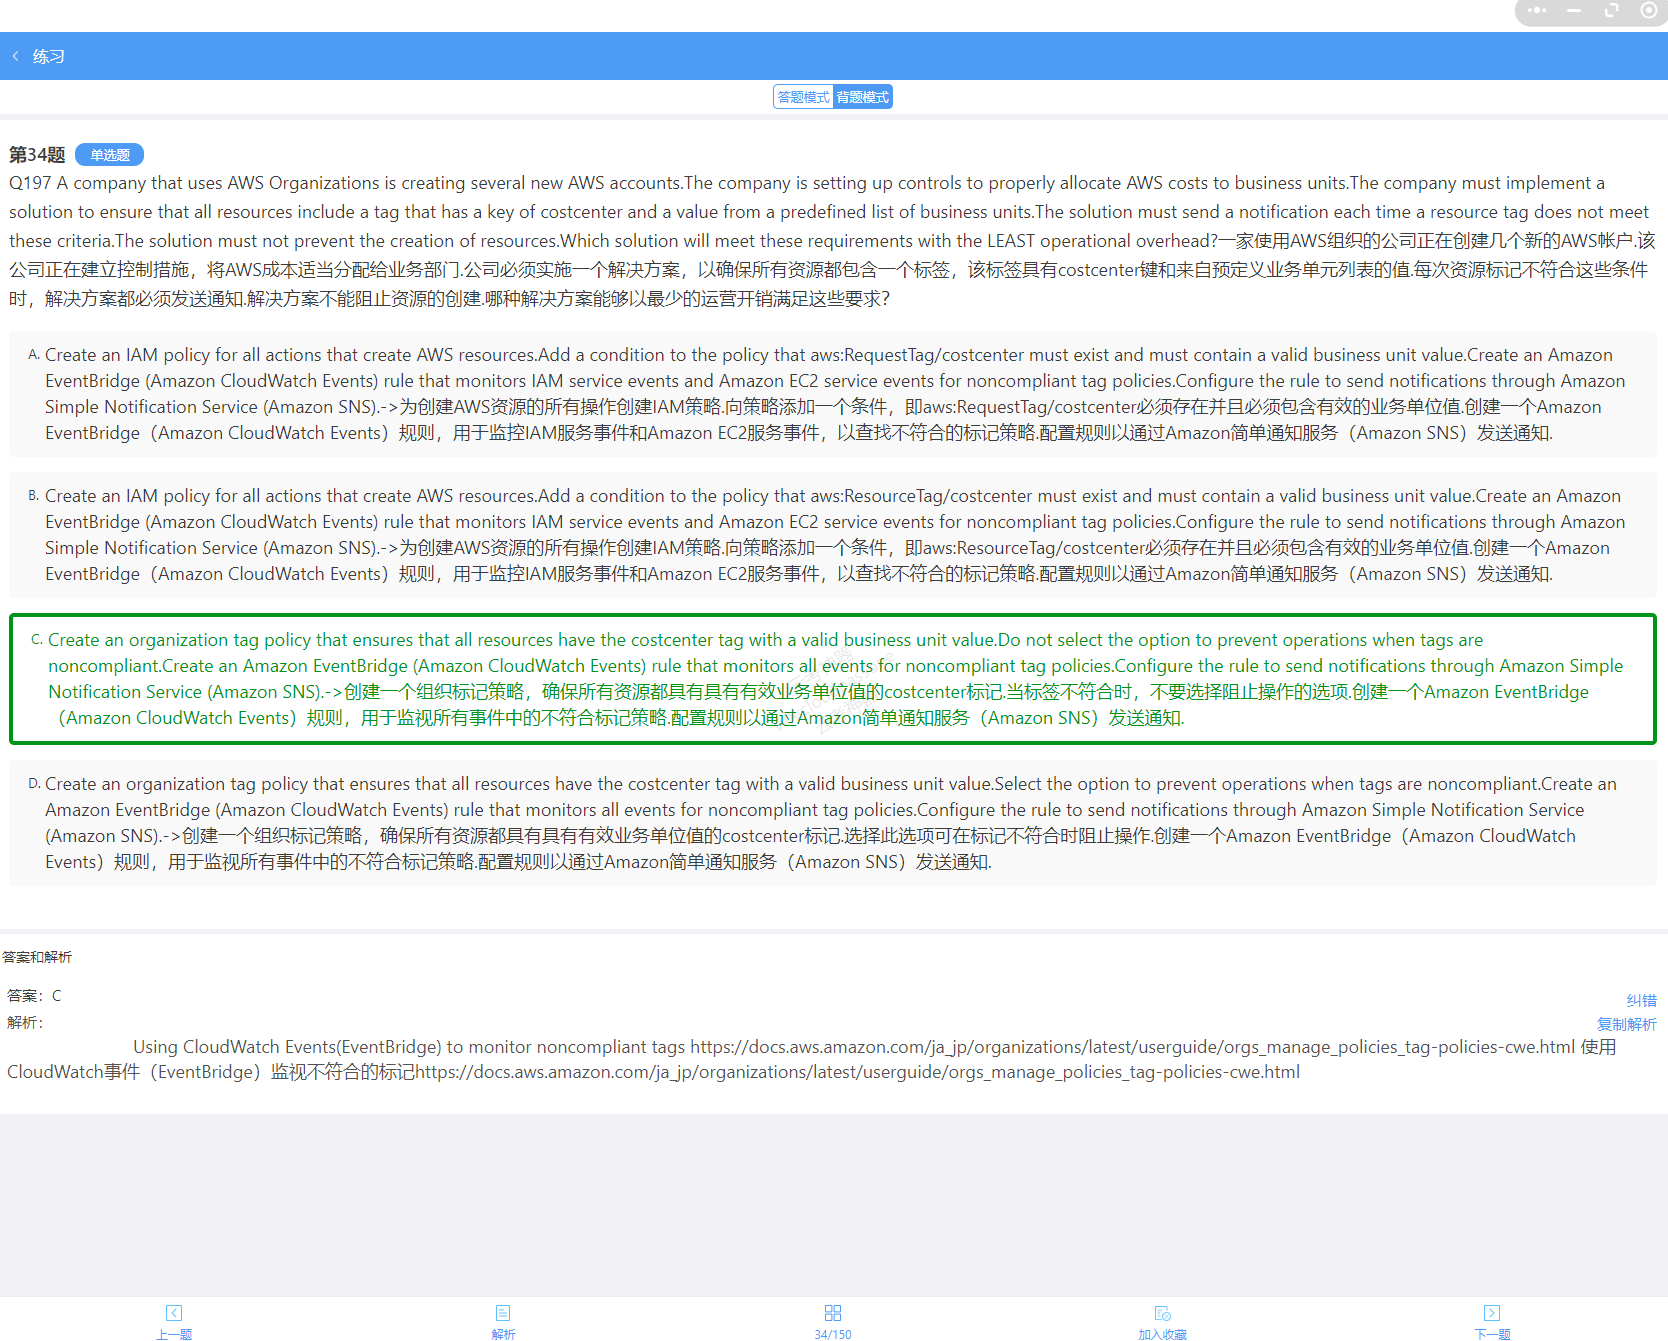 练习
答题模式 背题模式
第34题 单选题
Q197 A company that uses AWS Organizations is creating several new AWS accounts.The company is setting up controls to properly allocate AWS costs to business units.The company must implement a
solution to ensure that all resources include a tag that has a key of costcenter and a value from a predefined list of business units.The solution must send a notification each time a resource tag does not meet
these criteria.The solution must not prevent the creation of resources.Which solution will meet these requirements with the LEAST operational overhead?一家使用AWS组织的公司正在创建几个新的AWS帐户.该
公司正在建立控制措施，将AWS成本适当分配给业务部门.公司必须实施一个解决方案，以确保所有资源都包含一个标签，该标签具有costcenter键和来自预定义业务单元列表的值.每次资源标记不符合这些条件
时，解决方案都必须发送通知.解决方案不能阻止资源的创建.哪种解决方案能够以最少的运营开销满足这些要求?
A. Create an IAM policy for all actions that create AWS resources.Add a condition to the policy that aws:RequestTag/costcenter must exist and must contain a valid business unit value.Create an Amazon
EventBridge (Amazon CloudWatch Events) rule that monitors IAM service events and Amazon EC2 service events for noncompliant tag policies.Configure the rule to send notifications through Amazon
Simple Notification Service (Amazon SNS).->为创建AWS资源的所有操作创建IAM策略.向策略添加一个条件，即aws:RequestTag/costcenter必须存在并且必须包含有效的业务单位值.创建一个Amazon
EventBridge（Amazon CloudWatch Events）规则，用于监控IAM服务事件和Amazon EC2服务事件，以查找不符合的标记策略.配置规则以通过Amazon简单通知服务（Amazon SNS）发送通知.
B. Create an IAM policy for all actions that create AWS resources.Add a condition to the policy that aws:ResourceTag/costcenter must exist and must contain a valid business unit value.Create an Amazon
EventBridge (Amazon CloudWatch Events) rule that monitors IAM service events and Amazon EC2 service events for noncompliant tag policies.Configure the rule to send notifications through Amazon
Simple Notification Service (Amazon SNS).->为创建AWS资源的所有操作创建IAM策略.向策略添加一个条件，即aws:ResourceTag/costcenter必须存在并且必须包含有效的业务单位值.创建一个Amazon
EventBridge（Amazon CloudWatch Events）规则，用于监控IAM服务事件和Amazon EC2服务事件，以查找不符合的标记策略.配置规则以通过Amazon简单通知服务（Amazon SNS）发送通知.
C. Create an organization tag policy that ensures that all resources have the costcenter tag with a valid business unit value.Do not select the option to prevent operations when tags are
noncompliant.Create an Amazon EventBridge (Amazon CloudWatch Events) rule that monitors all events for noncompliant tag policies.Configure the rule to send notifications through Amazon Simple
Notification Service (Amazon SNS).->创建一个组织标记策略，确保所有资源都具有具有有效业务单位值的costcenter标记.当标签不符合时，不要选择阻止操作的选项.创建一个Amazon EventBridge
（Amazon CloudWatch Events）规则，用于监视所有事件中的不符合标记策略.配置规则以通过Amazon简单通知服务（Amazon SNS）发送通知.
D. Create an organization tag policy that ensures that all resources have the costcenter tag with a valid business unit value.Select the option to prevent operations when tags are noncompliant.Create an
Amazon EventBridge (Amazon CloudWatch Events) rule that monitors all events for noncompliant tag policies.Configure the rule to send notifications through Amazon Simple Notification Service
(Amazon SNS).->创建一个组织标记策略，确保所有资源都具有具有有效业务单位值的costcenter标记.选择此选项可在标记不符合时阻止操作.创建一个Amazon EventBridge（Amazon CloudWatch
Events）规则，用于监视所有事件中的不符合标记策略.配置规则以通过Amazon简单通知服务（Amazon SNS）发送通知.
答案和解析
答案：C
纠错
解析：
复制解析
Using CloudWatch Events(EventBridge) to monitor noncompliant tags https://docs.aws.amazon.com/ja_jp/organizations/latest/userguide/orgs_manage_policies_tag-policies-cwe.html 使用
CloudWatch事件（EventBridge）监视不符合的标记https://docs.aws.amazon.com/ja_jp/organizations/latest/userguide/orgs_manage_policies_tag-policies-cwe.html
上一题 解析 34/150 加入收藏 下一题